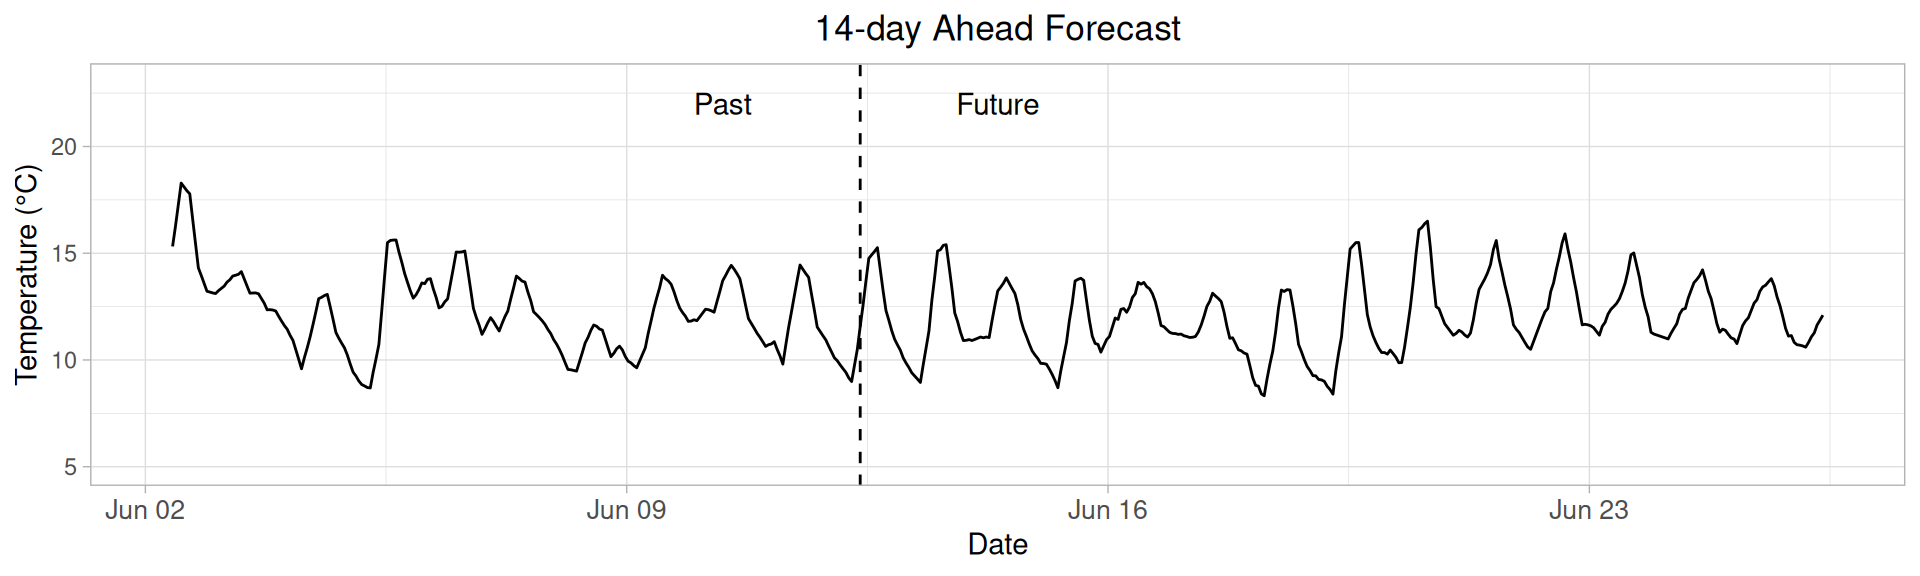 14-day Ahead Forecast
Past
Future
Temperature (°C)
20
15
10
5
Jun 02
Jun 09
Jun 16
Jun 23
Date